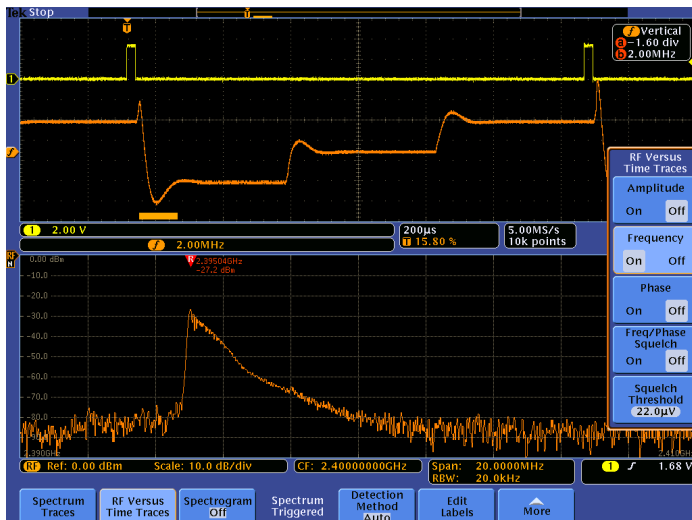 Tek Stop
T
f Vertical
a -1.60 div
b 2.00MHz
1
f
RF Versus
Time Traces
Amplitude
On Off
Frequency
On Off
Phase
On Off
Freq/Phase
Squelch
On Off
Squelch
Threshold
22.0µV
1 2.00 V
f 2.00MHz
200µs
T 15.80 %
5.00MS/s
10k points
RF
N
0.00 dBm
R
2.39504GHz
-27.2 dBm
-10.0
-20.0
-30.0
-40.0
-50.0
-60.0
-70.0
-80.0
2.390GHz
2.410GH
RF Ref: 0.00 dBm Scale: 10.0 dB/div
CF: 2.40000000GHz
Span: 20.0000MHz
RBW: 20.0kHz
1 1.68 V
Spectrum
Traces
RF Versus
Time Traces
Spectrogram
Off
Spectrum
Triggered
Detection
Method
Auto
Edit
Labels
More